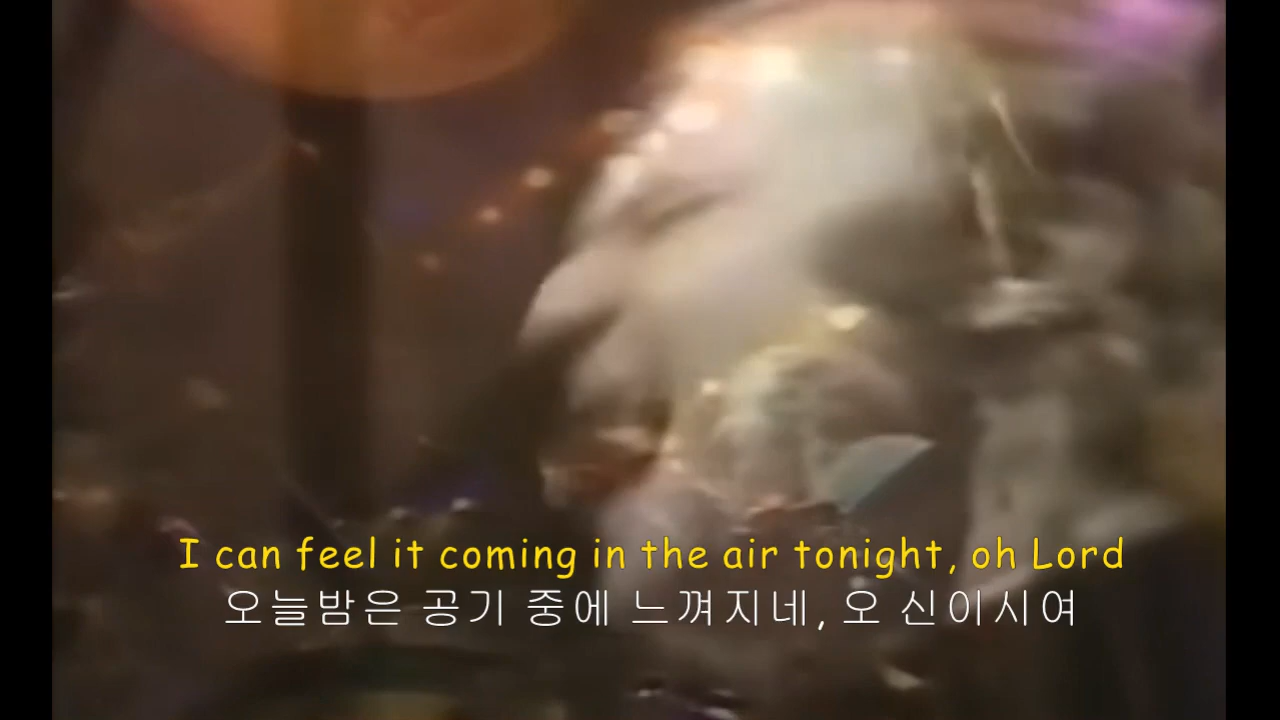 I can feel it coming in the air tonight, oh Lord
오늘밤은 공기 중에 느껴지네, 오 신이시여